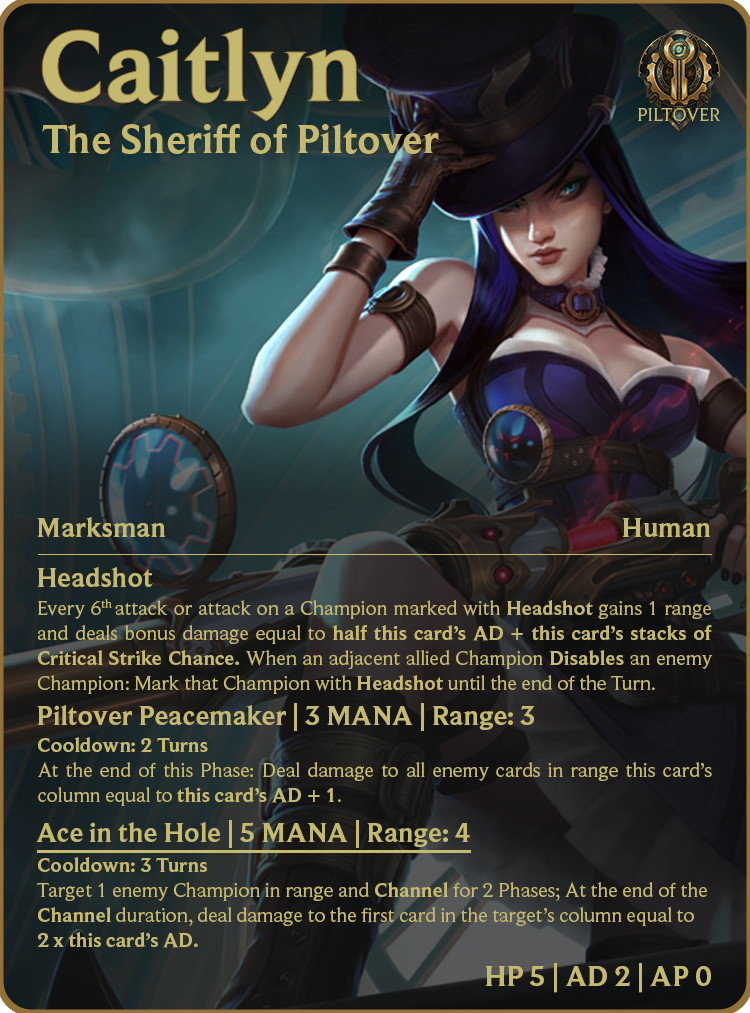 Caitlyn
PILTOVER
The Sheriff of Piltover
Marksman Human
Headshot
Every 6th attack or attack on a Champion marked with Headshot gains 1 range
and deals bonus damage equal to half this card's AD + this card's stacks of
Critical Strike Chance. When an adjacent allied Champion Disables an enemy
Champion: Mark that Champion with Headshot until the end of the Turn.
Piltover Peacemaker | 3 MANA | Range: 3
Cooldown: 2 Turns
At the end of this Phase: Deal damage to all enemy cards in range this card's
column equal to this card's AD + 1.
Ace in the Hole | 5 MANA | Range: 4
Cooldown: 3 Turns
Target 1 enemy Champion in range and Channel for 2 Phases; At the end of the
Channel duration, deal damage to the first card in the target's column equal to
2 x this card's AD.
HP 5 | AD 2 | AP 0